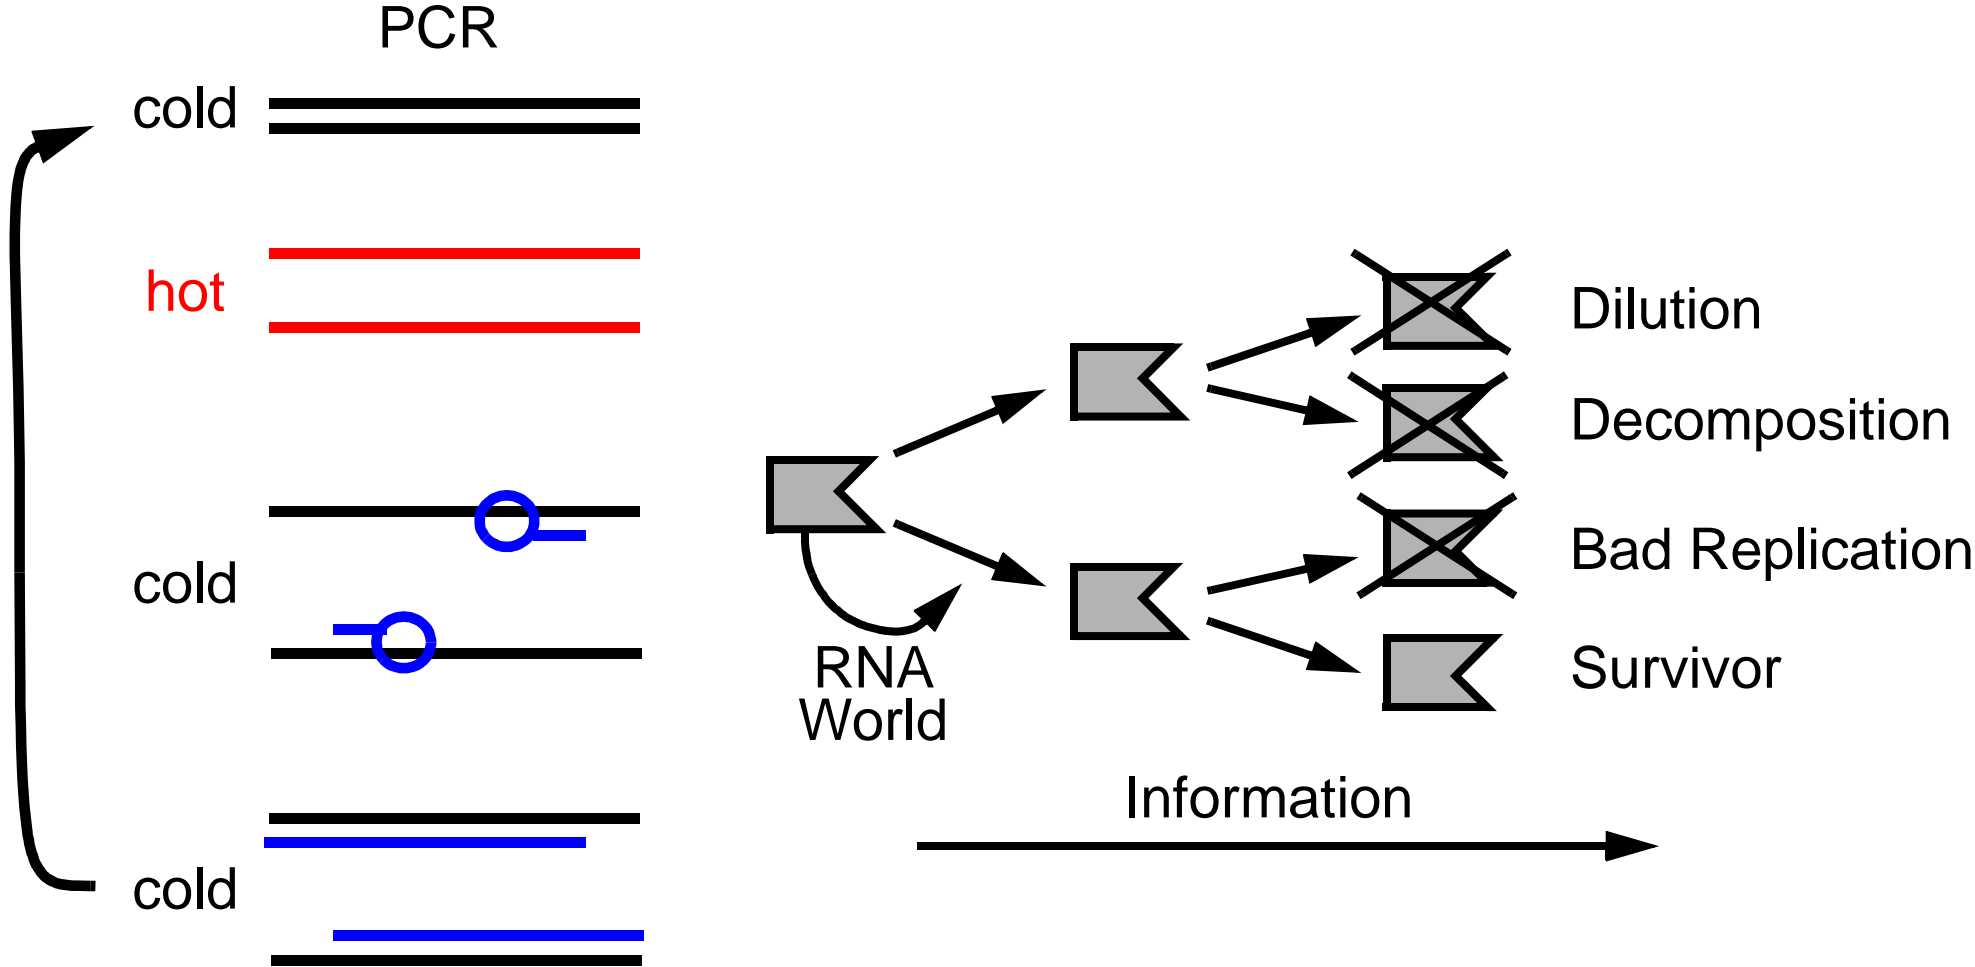 PCR
cold
hot
cold
cold
RNA
World
Dilution
Decomposition
Bad Replication
Survivor
Information